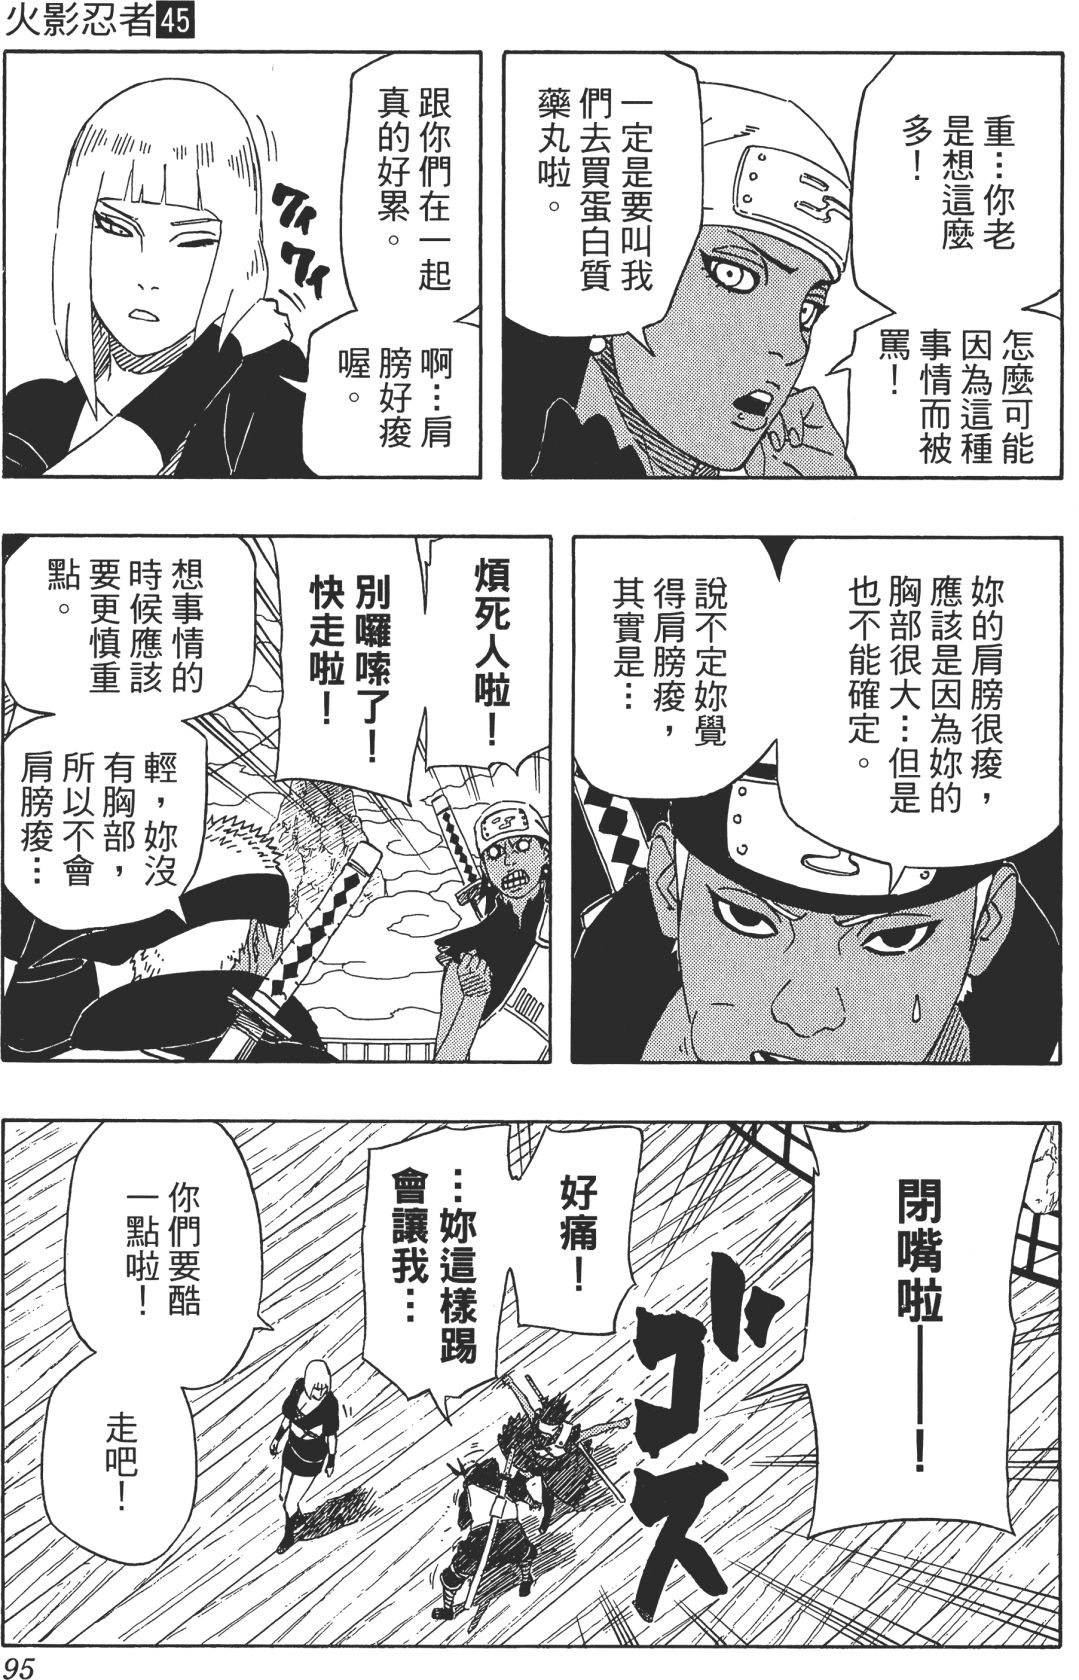 火影忍者45
重…你老
是想這麼
多！
怎麼可能
因為這種
事情而被
罵！
一定是要叫我
們去買蛋白質
藥丸啦。
跟你們在一起
真的好累。
啊…肩
膀好痠
喔。
クイ
クイ
妳的肩膀很痠，
應該是因為妳的
胸部很大…但是
也不能確定。
說不定妳覺
得肩膀痠，
其實是…
煩死人啦！
別囉嗦了！
快走啦！
想事情的
時候應該
要更慎重
點。
輕，妳沒
有胸部，
所以不會
肩膀痠…
閉嘴啦——！
ガコス
好痛！
…妳這樣踢
會讓我…
你們要酷
一點啦！
走吧！
95